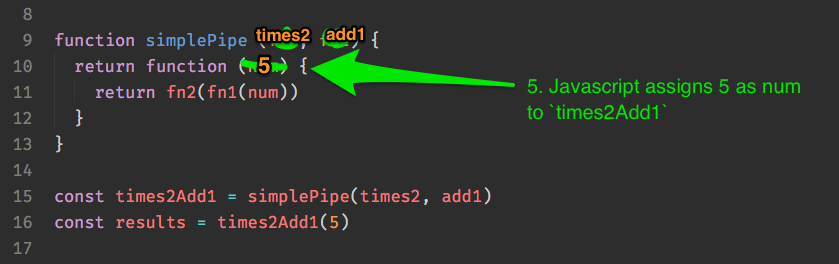 8
9 function simplePipe (times2, add1) {
10 return function (5) {
11 return fn2(fn1(num))
12 }
13 }
14
15 const times2Add1 = simplePipe(times2, add1)
16 const results = times2Add1(5)
17
5. Javascript assigns 5 as num
to `times2Add1`